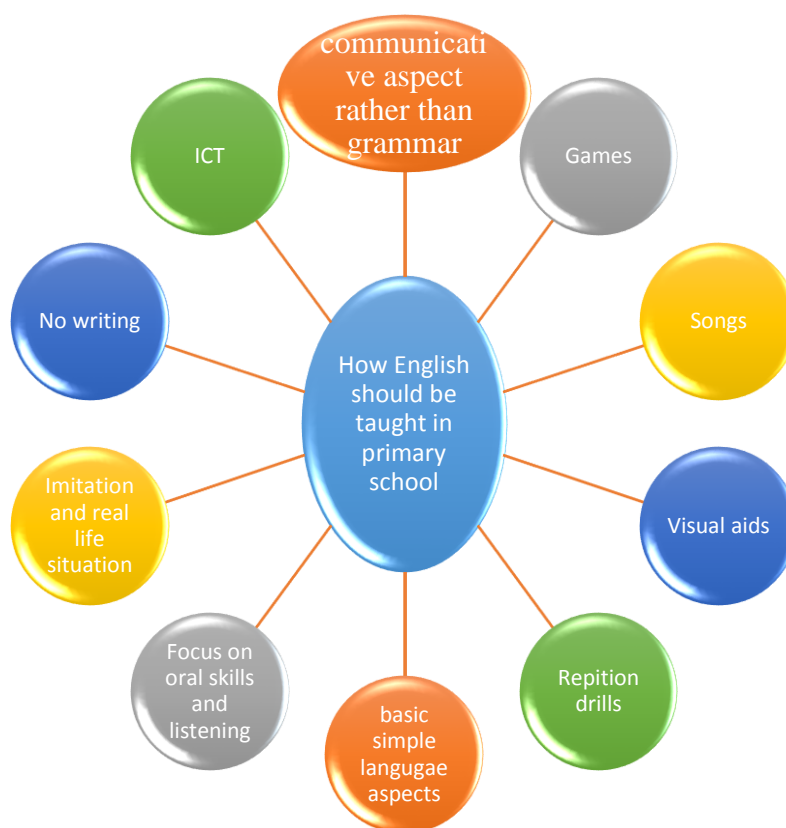 communicati
ve aspect
rather than
grammar
Games
Songs
Visual aids
Repition
drills
basic
simple
langugae
aspects
Focus on
oral skills
and
listening
Imitation
and real
life
situation
No writing
ICT
How English
should be
taught in
primary
school